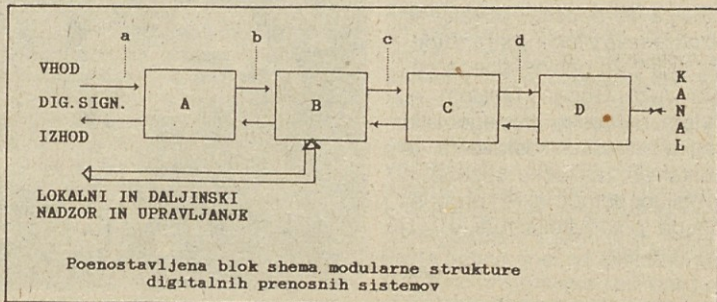 a b c d
VHOD
DIG.SIGN.
IZHOD
A B C D
KANAL
LOKALNI IN DALJINSKI
NADZOR IN UPRAVLJANJE
Poenostavljena blok shema modularne strukture
digitalnih prenosnih sistemov